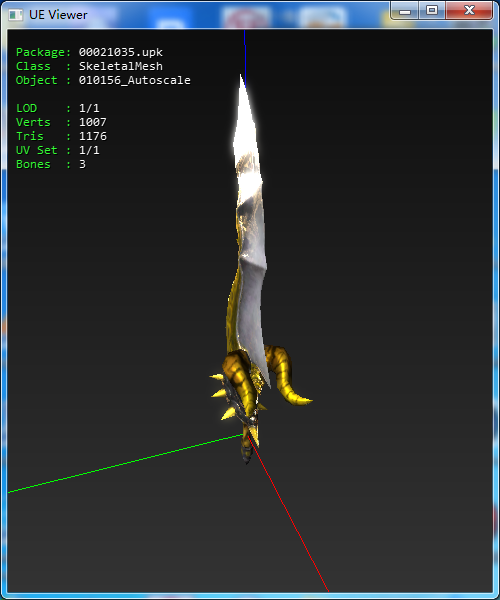 UE Viewer
Package: 00021035.upk
Class : SkeletalMesh
Object : 010156_Autoscale
LOD : 1/1
Verts : 1007
Tris : 1176
UV Set : 1/1
Bones : 3